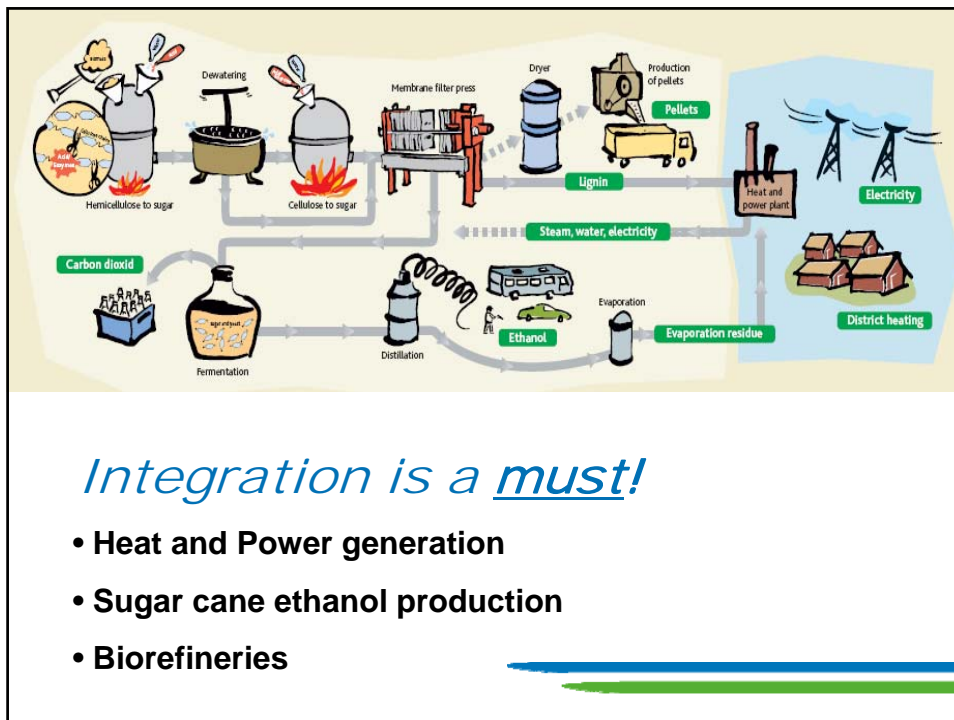 Dewatering
Membrane filter press
Dryer
Production
of pellets
Pellets
Add
Enzymes
Hemicellulose to sugar
Cellulose to sugar
Lignin
Heat and
power plant
Electricity
Steam, water, electricity
Carbon dioxid
Fermentation
Distillation
Ethanol
Evaporation
Evaporation residue
District heating
Integration is a must!
• Heat and Power generation
• Sugar cane ethanol production
• Biorefineries